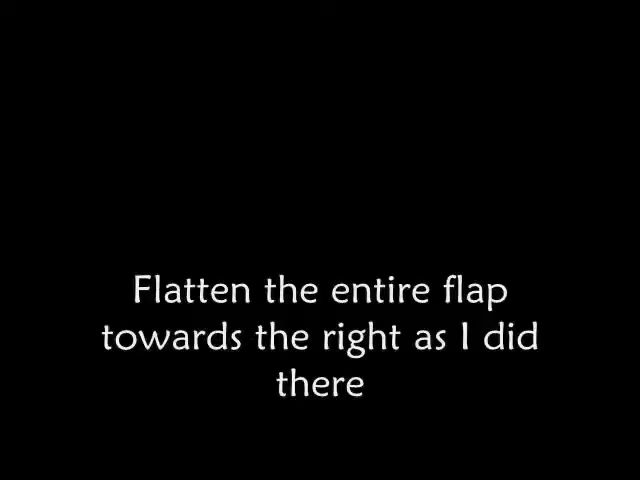 Flatten the entire flap
towards the right as I did
there